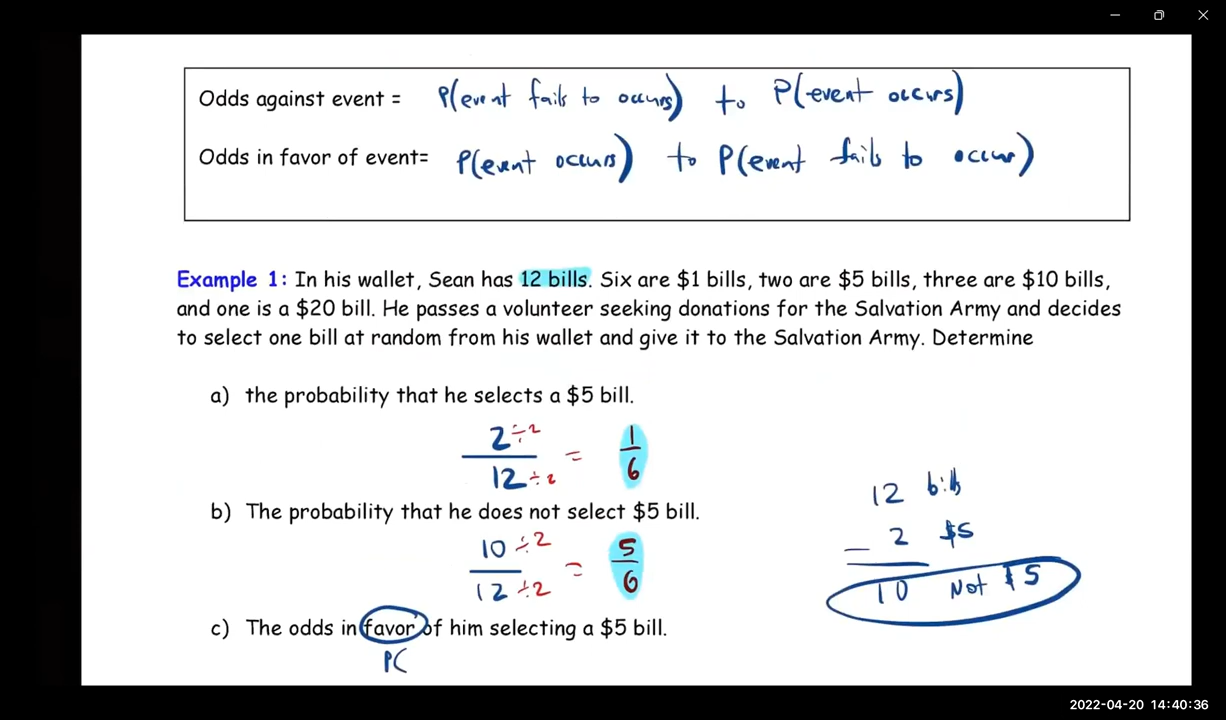 Odds against event = P(event fails to occurs) to P(event occurs)
Odds in favor of event= P(event occurs) to P(event fails to occur)
Example 1: In his wallet, Sean has 12 bills. Six are $1 bills, two are $5 bills, three are $10 bills,
and one is a $20 bill. He passes a volunteer seeking donations for the Salvation Army and decides
to select one bill at random from his wallet and give it to the Salvation Army. Determine
a) the probability that he selects a $5 bill.
2 ÷2
12 ÷2
=
1
6
b) The probability that he does not select $5 bill.
10 ÷2
12 ÷2
=
5
6
12 bills
– 2 $5
10 Not $5
c) The odds in favor of him selecting a $5 bill.
P(
2022-04-20 14:40:36